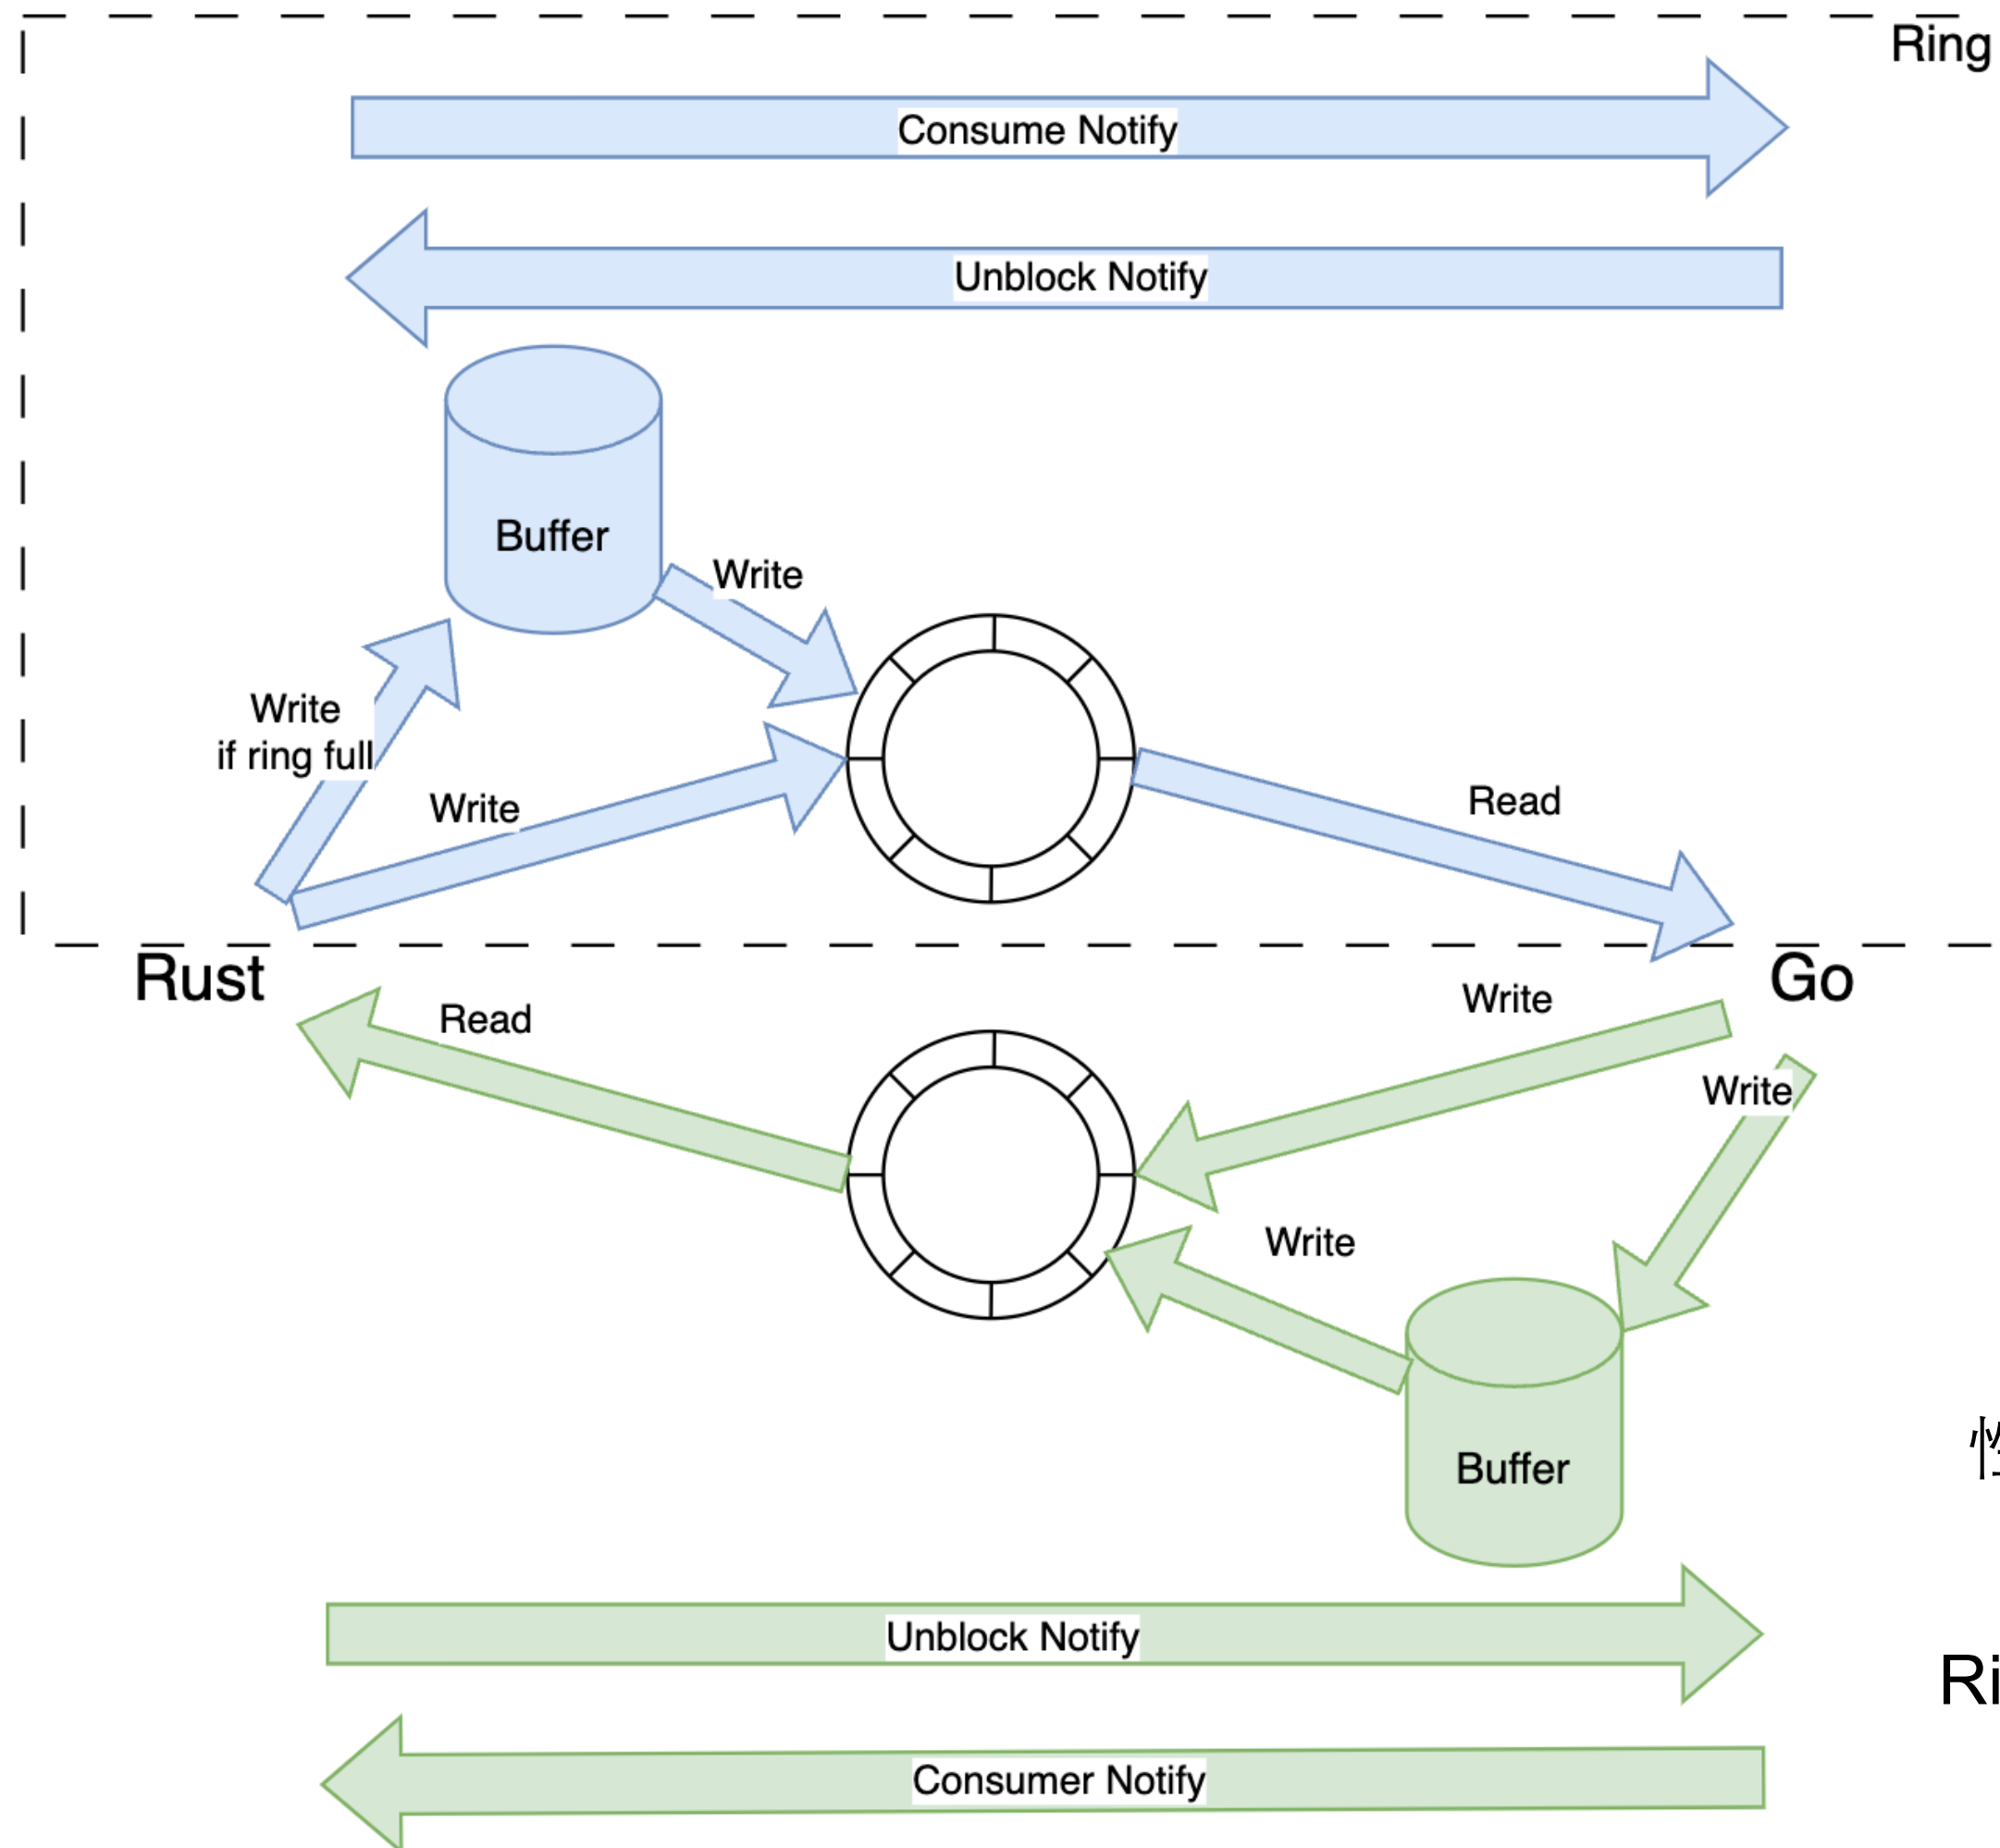 Ring
Consume Notify
Unblock Notify
Buffer
Write
Write
if ring full
Write
Read
Rust
Go
Read
Write
Write
Write
Buffer
Unblock Notify
Ri
Consumer Notify